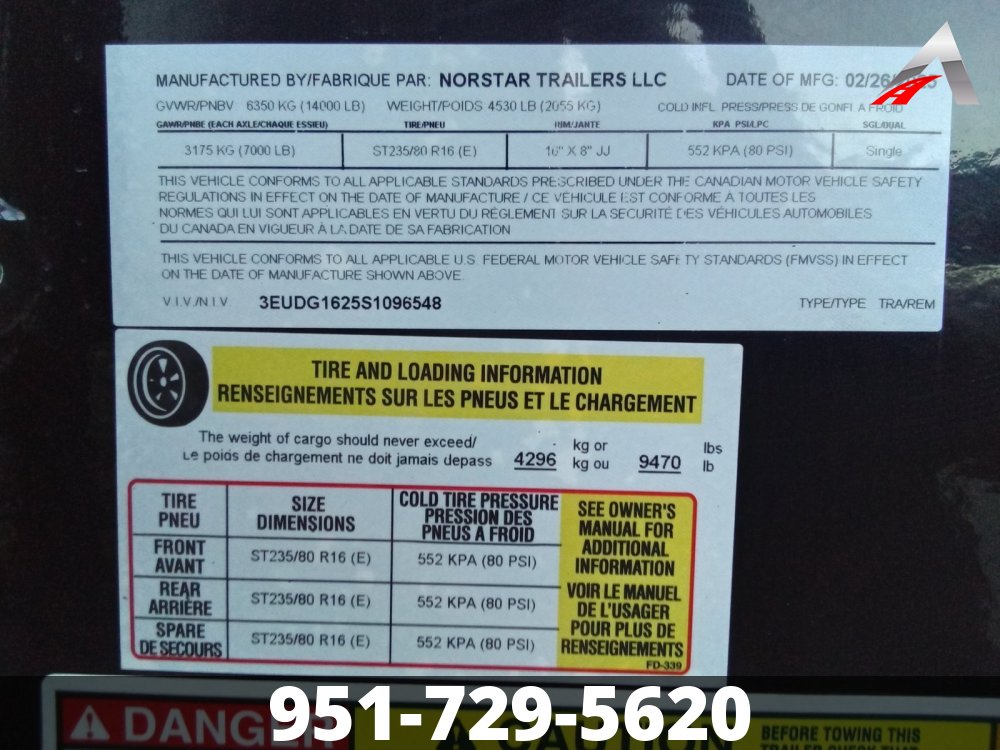 MANUFACTURED BY/FABRIQUE PAR: NORSTAR TRAILERS LLC DATE OF MFG: 02/26/
GVWR/PNBV 6350 KG (14000 LB) WEIGHT/POIDS 4530 LB (2055 KG) COLD INFL. PRESS/PRESS DE GONFL A FROID
GAWR/PNBE (EACH AXLE/CHAQUE ESSIEU) TIRE/PNEU RIM/JANTE KPA PSI/LPC SGL/DUAL
3175 KG (7000 LB) ST235/80 R16 (E) 16" X 8" JJ 552 KPA (80 PSI) Single
THIS VEHICLE CONFORMS TO ALL APPLICABLE STANDARDS PRESCRIBED UNDER THE CANADIAN MOTOR VEHICLE SAFETY
REGULATIONS IN EFFECT ON THE DATE OF MANUFACTURE / CE VÉHICULE EST CONFORME À TOUTES LES
NORMES QUI LUI SONT APPLICABLES EN VERTU DU RÉGLEMENT SUR LA SECURITÉ DES VÉHICULES AUTOMOBILES
DU CANADA EN VIGUEUR À LA DATE DE SA FABRICATION
THIS VEHICLE CONFORMS TO ALL APPLICABLE U.S. FEDERAL MOTOR VEHICLE SAFETY STANDARDS (FMVSS) IN EFFECT
ON THE DATE OF MANUFACTURE SHOWN ABOVE.
V.I.V./N.I.V 3EUDG1625S1096548 TYPE/TYPE TRA/REM
TIRE AND LOADING INFORMATION
RENSEIGNEMENTS SUR LES PNEUS ET LE CHARGEMENT
The weight of cargo should never exceed/ kg or lbs
Le poids de chargement ne doit jamais depass 4296 kg ou 9470 lb
TIRE
PNEU
SIZE
DIMENSIONS
COLD TIRE PRESSURE
PRESSION DES
PNEUS A FROID
SEE OWNER'S
MANUAL FOR
ADDITIONAL
INFORMATION
FRONT
AVANT
ST235/80 R16 (E) 552 KPA (80 PSI)
REAR
ARRIÈRE
ST235/80 R16 (E) 552 KPA (80 PSI)
VOIR LE MANUEL
DE L'USAGER
POUR PLUS DE
RENSEIGNEMENTS
SPARE
DE SECOURS
ST235/80 R16 (E) 552 KPA (80 PSI)
FD-339
951-729-5620
DANGER CAUTION BEFORE TOWING THIS